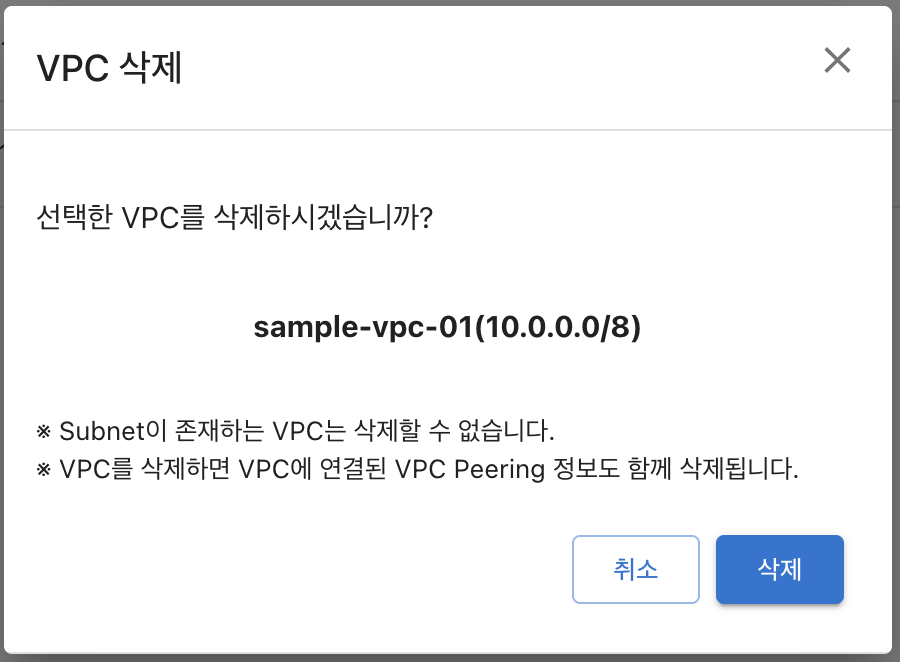 VPC 삭제
선택한 VPC를 삭제하시겠습니까?
sample-vpc-01(10.0.0.0/8)
※ Subnet이 존재하는 VPC는 삭제할 수 없습니다.
※ VPC를 삭제하면 VPC에 연결된 VPC Peering 정보도 함께 삭제됩니다.
취소 삭제